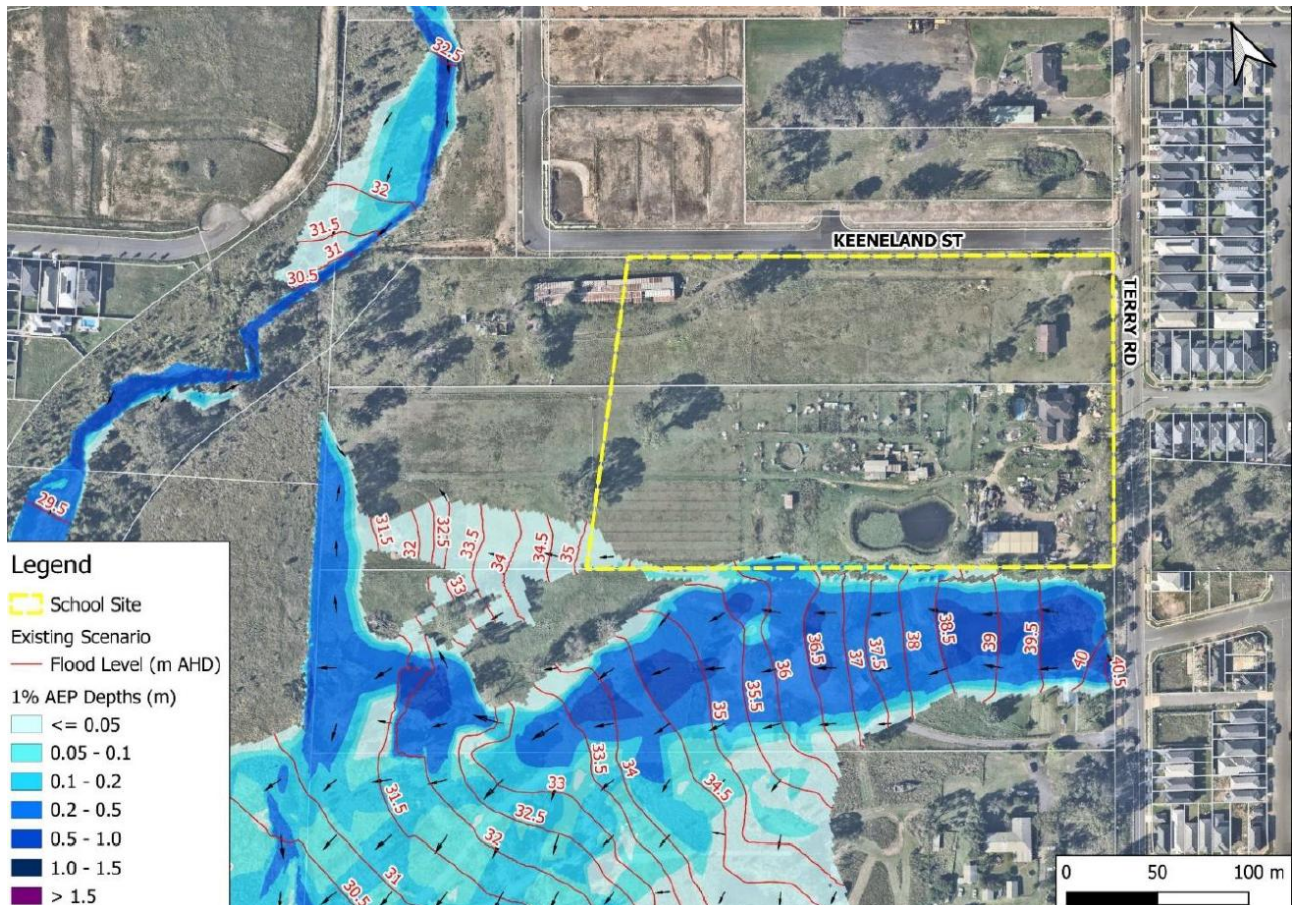 32.5
32
31.5
31
30.5
KEENELAND ST
TERRY RD
29.5
31.5
32
32.5
33.5
34
34.5
35
33
36.5
37
37.5
38
38.5
39
39.5
40
40.5
36
35.5
35
34.5
34
33.5
33
32.5
32
31.5
31
30.5
Legend
School Site
Existing Scenario
Flood Level (m AHD)
1% AEP Depths (m)
<= 0.05
0.05 - 0.1
0.1 - 0.2
0.2 - 0.5
0.5 - 1.0
1.0 - 1.5
> 1.5
0 50 100 m